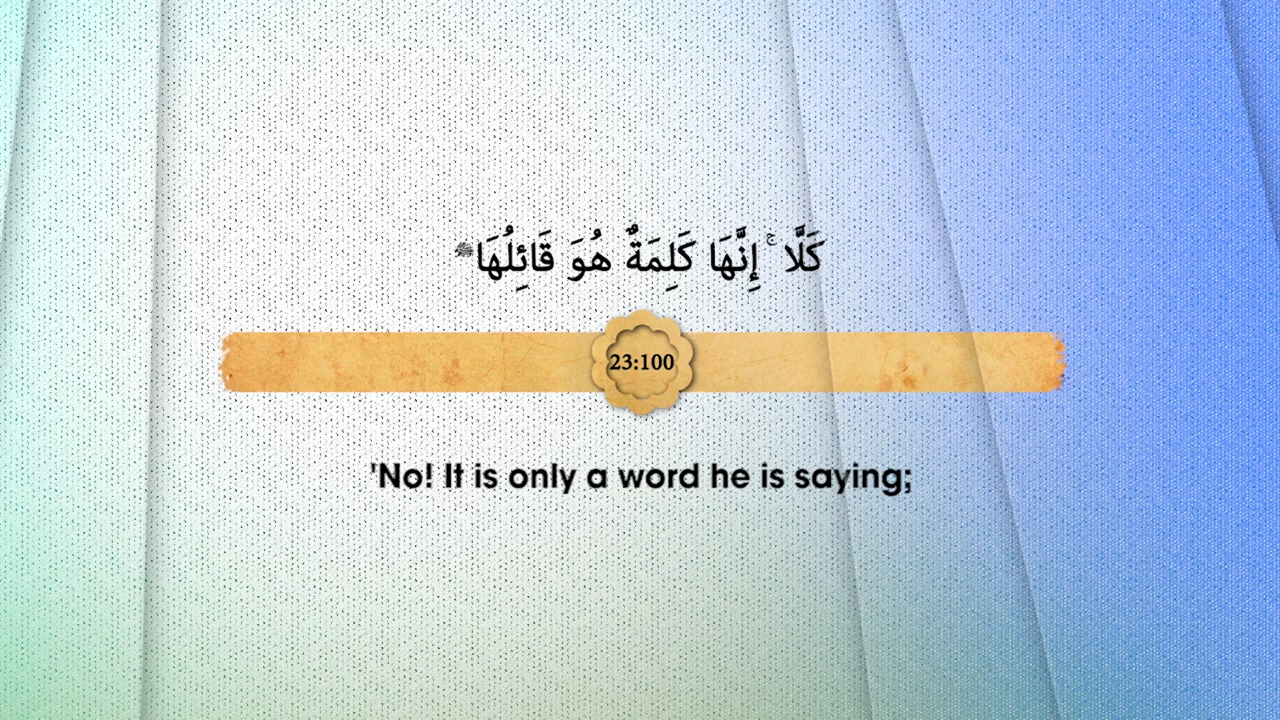 كَلَّا ۚ إِنَّهَا كَلِمَةٌ هُوَ قَائِلُهَا
23:100
'No! It is only a word he is saying;